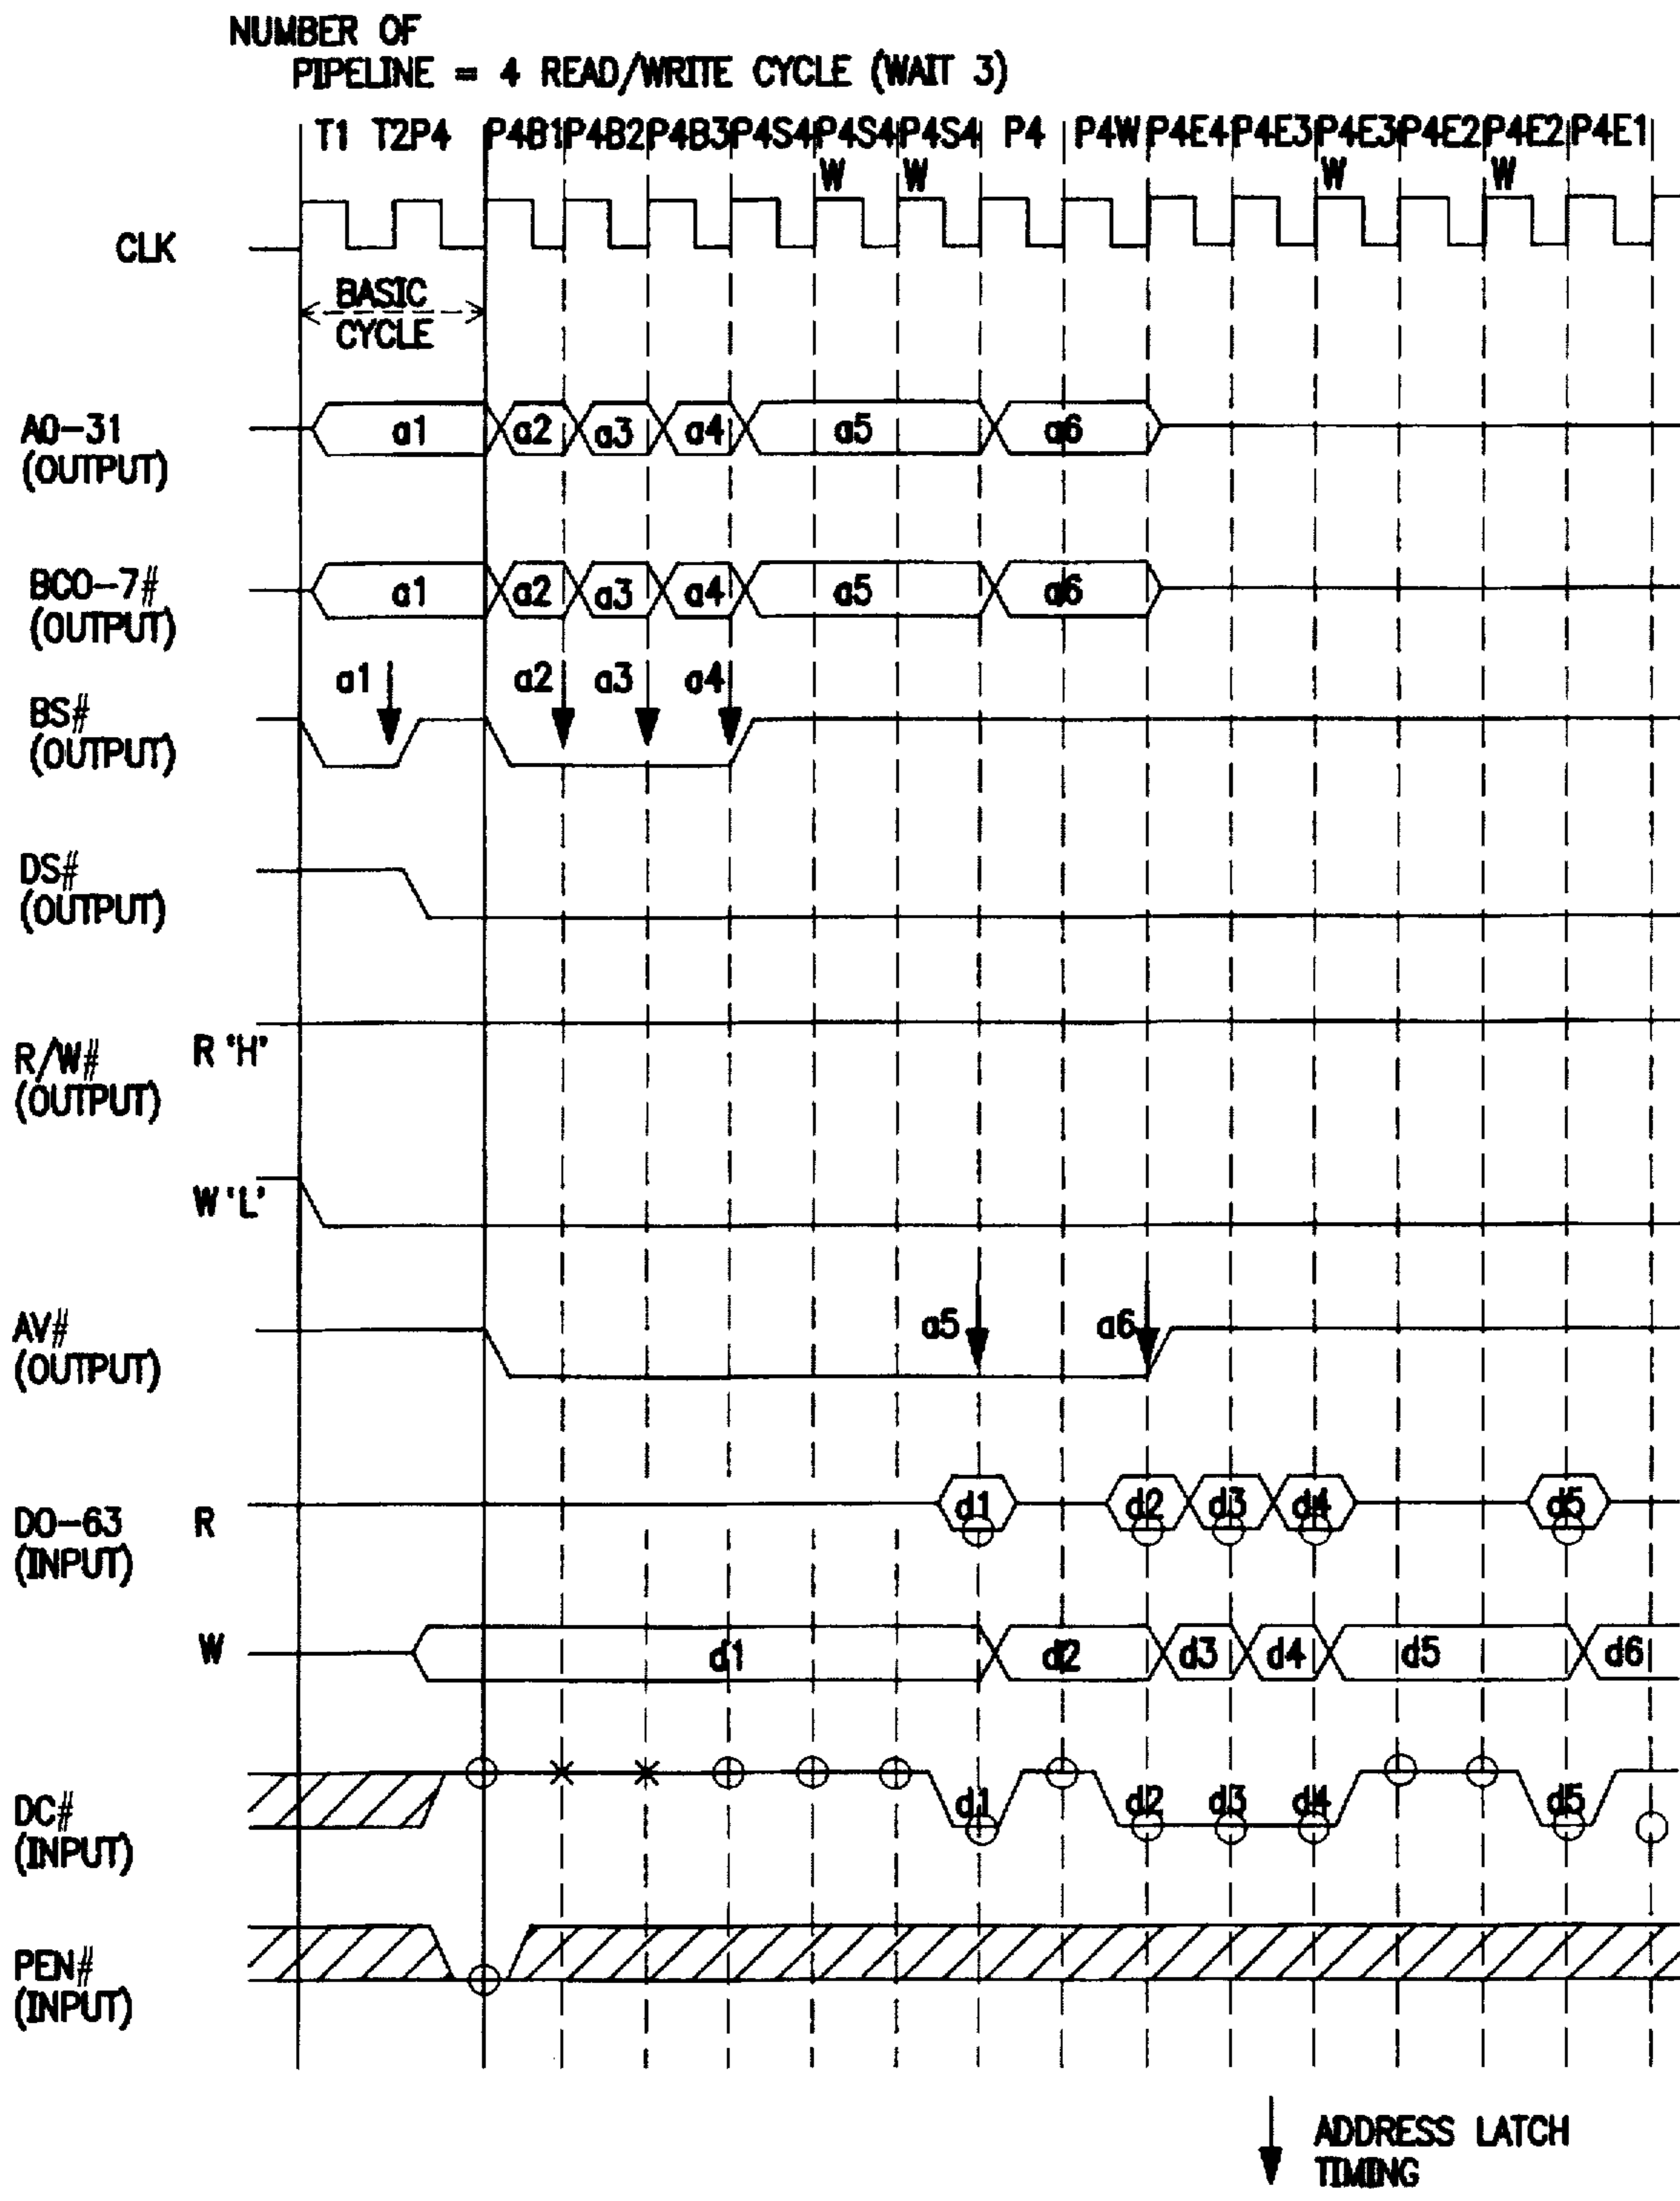 NUMBER OF
PIPELINE = 4 READ/WRITE CYCLE (WAIT 3)
T1 T2P4 P4B1 P4B2 P4B3 P4S4 P4S4 P4S4 P4 P4W P4E4 P4E3 P4E3 P4E2 P4E2 P4E1
W W W W
CLK
BASIC
CYCLE
A0-31
(OUTPUT)
a1 a2 a3 a4 a5 a6
BC0-7#
(OUTPUT)
a1 a2 a3 a4 a5 a6
BS#
(OUTPUT)
a1 a2 a3 a4
DS#
(OUTPUT)
R/W#
(OUTPUT)
R 'H'
W 'L'
AV#
(OUTPUT)
a5 a6
D0-63
(INPUT)
R
d1 d2 d3 d4 d5
W
d1 d2 d3 d4 d5 d6
DC#
(INPUT)
d1 d2 d3 d4 d5
PEN#
(INPUT)
ADDRESS LATCH
TIMING